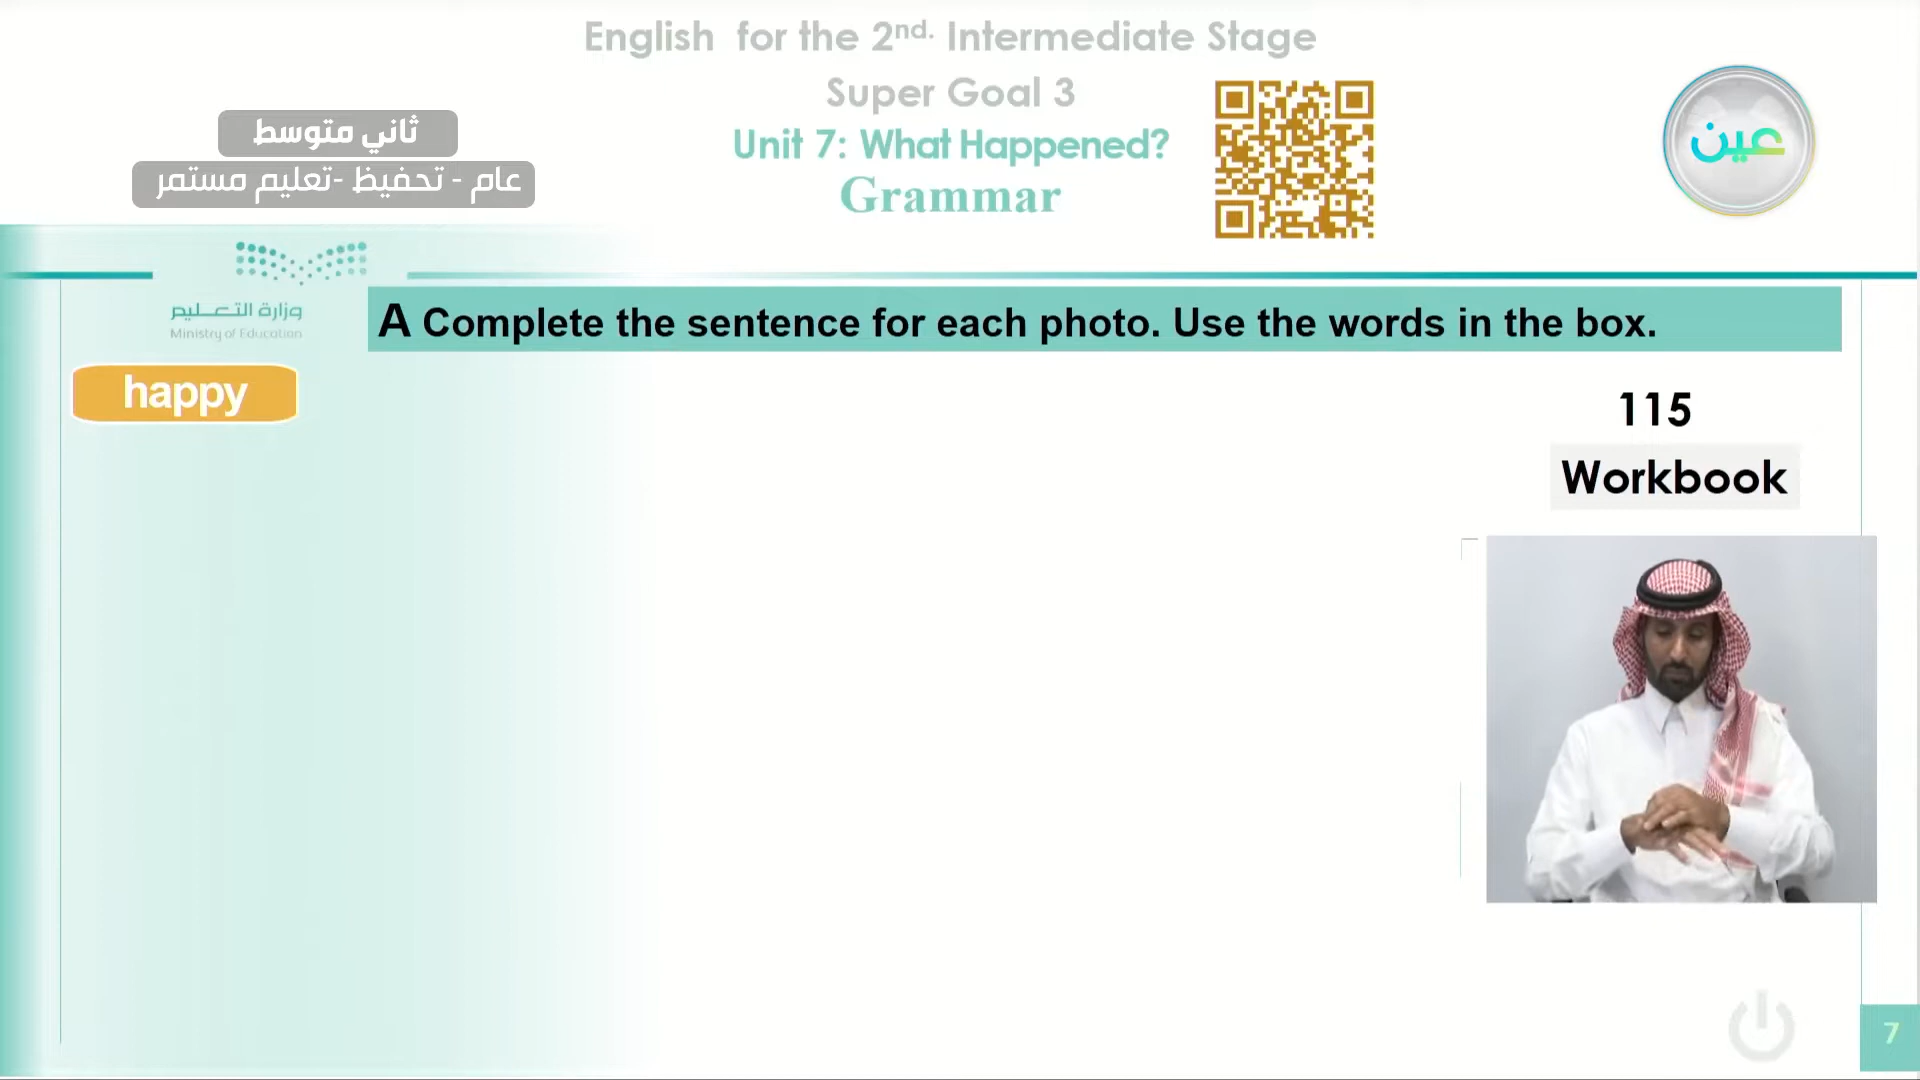 English for the 2nd. Intermediate Stage
Super Goal 3
Unit 7: What Happened?
Grammar
ثاني متوسط
عام - تحفيظ -تعليم مستمر
عين
وزارة التعليم
Ministry of Education
A Complete the sentence for each photo. Use the words in the box.
happy
115
Workbook
7